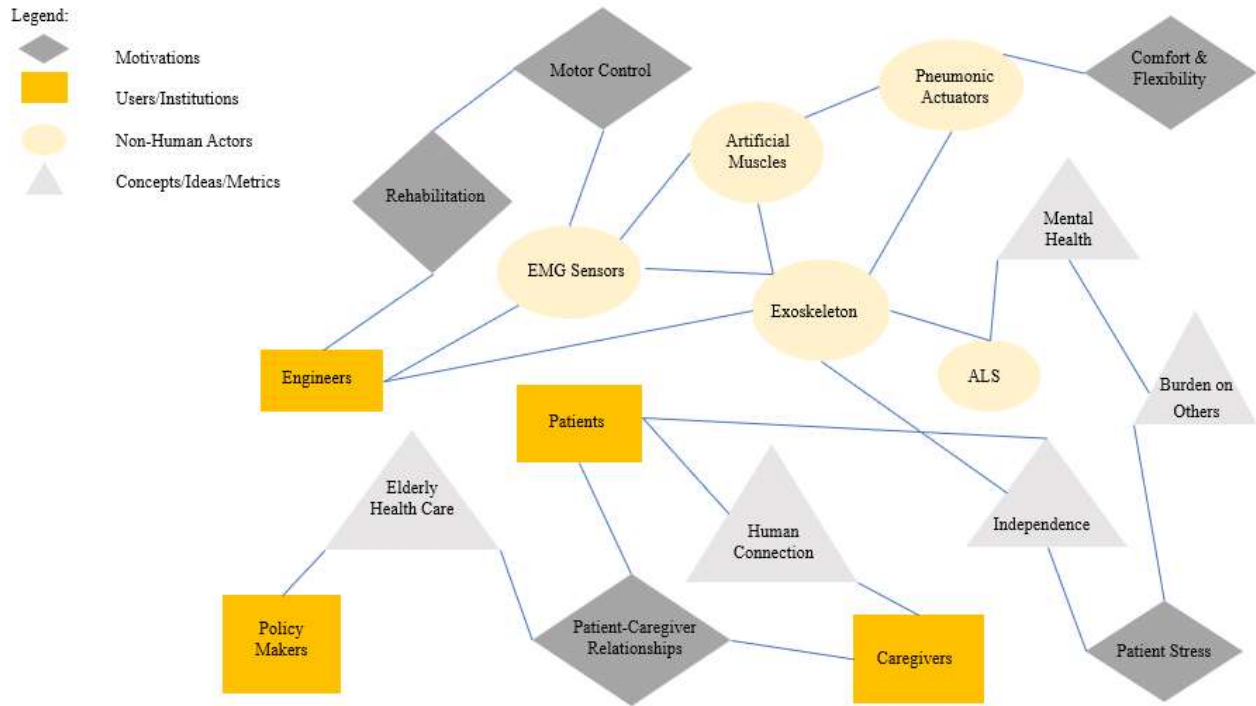 Legend:
Motivations
Users/Institutions
Non-Human Actors
Concepts/Ideas/Metrics
Motor Control
Pneumonic
Actuators
Comfort &
Flexibility
Artificial
Muscles
Rehabilitation
Mental
Health
EMG Sensors
Exoskeleton
Engineers
ALS
Burden on
Others
Patients
Elderly
Health Care
Human
Connection
Independence
Policy
Makers
Patient-Caregiver
Relationships
Caregivers
Patient Stress